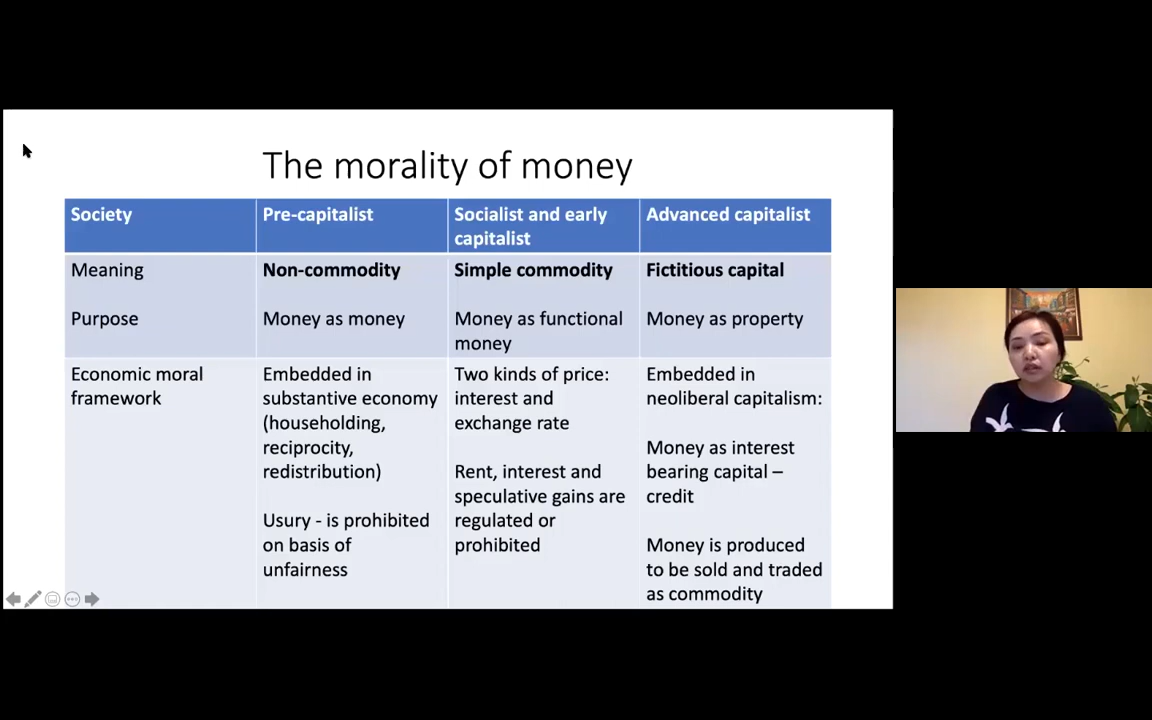 The morality of money
Society
Pre-capitalist
Socialist and early
capitalist
Advanced capitalist
Meaning
Non-commodity
Simple commodity
Fictitious capital
Purpose
Money as money
Money as functional
money
Money as property
Economic moral
framework
Embedded in
substantive economy
(householding,
reciprocity,
redistribution)
Usury - is prohibited
on basis of
unfairness
Two kinds of price:
interest and
exchange rate
Rent, interest and
speculative gains are
regulated or
prohibited
Embedded in
neoliberal capitalism:
Money as interest
bearing capital –
credit
Money is produced
to be sold and traded
as commodity